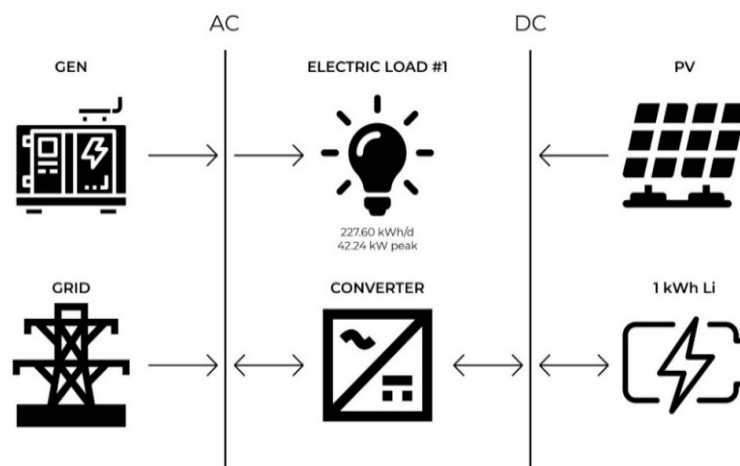 AC
DC
GEN
ELECTRIC LOAD #1
PV
227.60 kWh/d
42.24 kW peak
GRID
CONVERTER
1 kWh Li